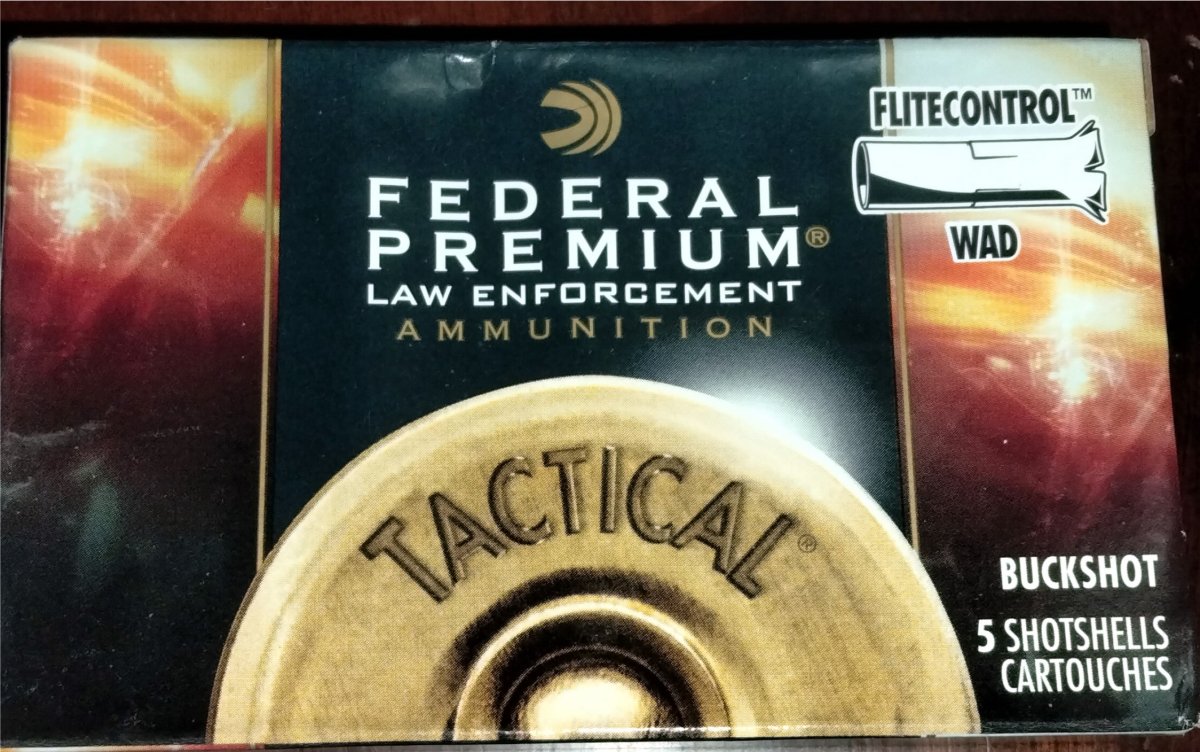 FLITECONTROL™
WAD
FEDERAL
PREMIUM®
LAW ENFORCEMENT
AMMUNITION
TACTICAL®
BUCKSHOT
5 SHOTSHELLS
CARTOUCHES